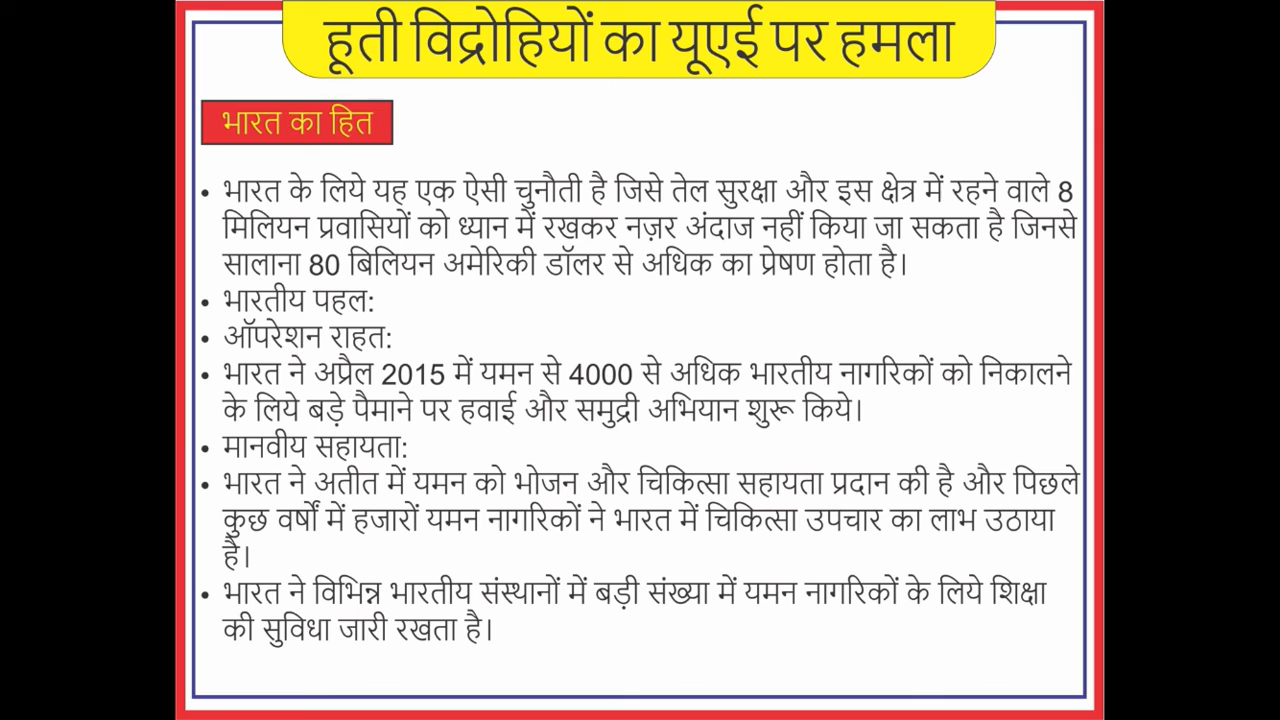 हूती विद्रोहियों का यूएई पर हमला
भारत का हित
• भारत के लिये यह एक ऐसी चुनौती है जिसे तेल सुरक्षा और इस क्षेत्र में रहने वाले 8
मिलियन प्रवासियों को ध्यान में रखकर नज़र अंदाज नहीं किया जा सकता है जिनसे
सालाना 80 बिलियन अमेरिकी डॉलर से अधिक का प्रेषण होता है।
• भारतीय पहल:
• ऑपरेशन राहत:
• भारत ने अप्रैल 2015 में यमन से 4000 से अधिक भारतीय नागरिकों को निकालने
के लिये बड़े पैमाने पर हवाई और समुद्री अभियान शुरू किये।
• मानवीय सहायता:
• भारत ने अतीत में यमन को भोजन और चिकित्सा सहायता प्रदान की है और पिछले
कुछ वर्षों में हजारों यमन नागरिकों ने भारत में चिकित्सा उपचार का लाभ उठाया
है।
• भारत ने विभिन्न भारतीय संस्थानों में बड़ी संख्या में यमन नागरिकों के लिये शिक्षा
की सुविधा जारी रखता है।